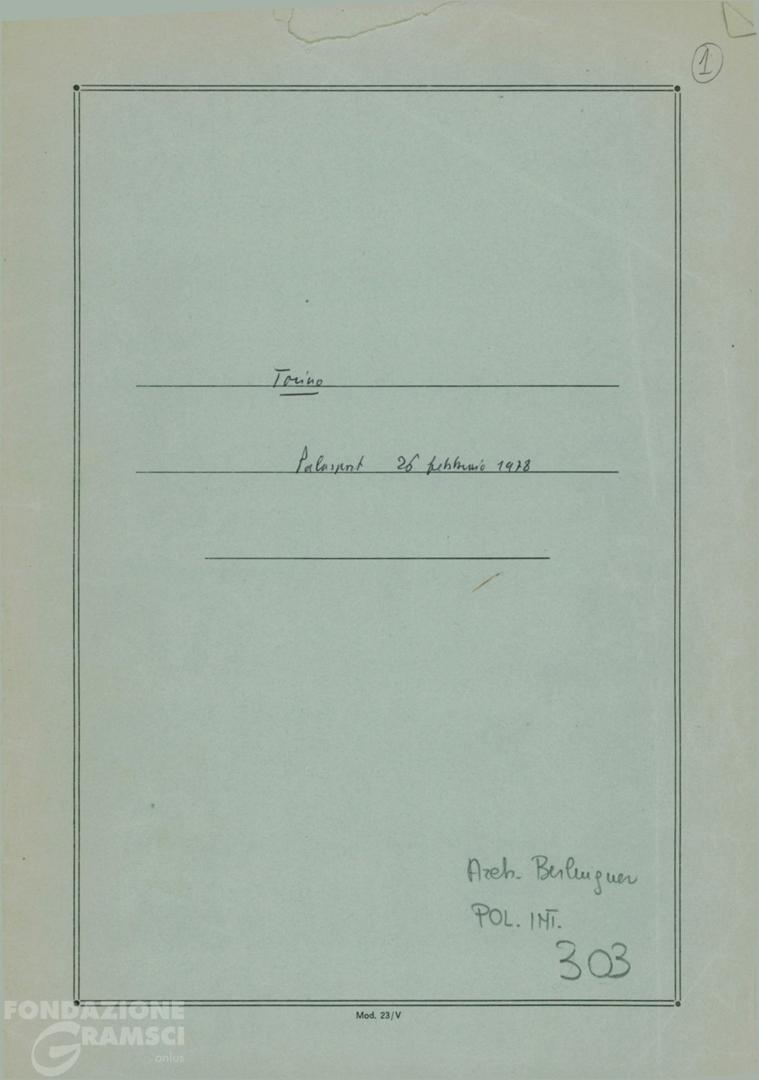 1
Torino
Palasport 26 febbraio 1978
Arch. Berlinguer
POL. INT.
303
Mod. 23/V
FONDAZIONE
GRAMSCI
onlus